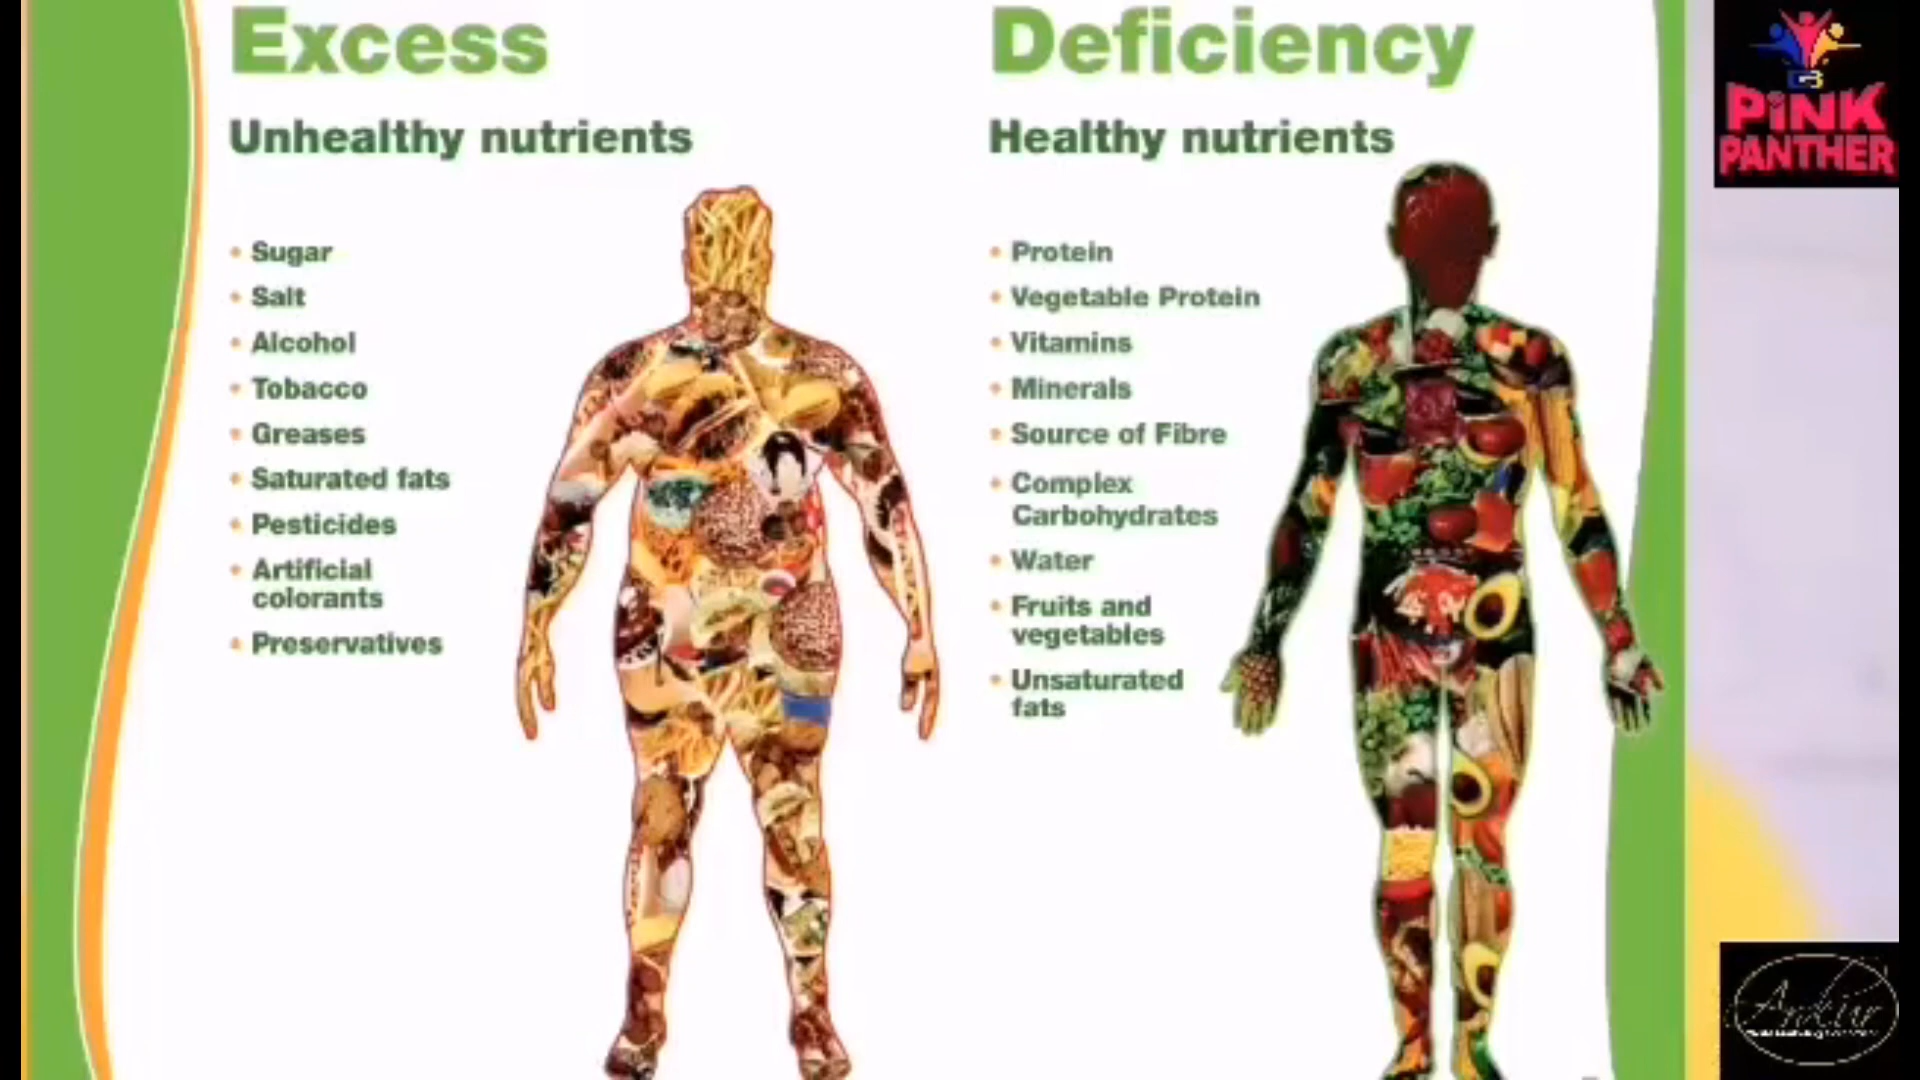 Excess
Unhealthy nutrients
• Sugar
• Salt
• Alcohol
• Tobacco
• Greases
• Saturated fats
• Pesticides
• Artificial
colorants
• Preservatives
Deficiency
Healthy nutrients
• Protein
• Vegetable Protein
• Vitamins
• Minerals
• Source of Fibre
• Complex
Carbohydrates
• Water
• Fruits and
vegetables
• Unsaturated
fats
PiNK
PANTHER
Ankur